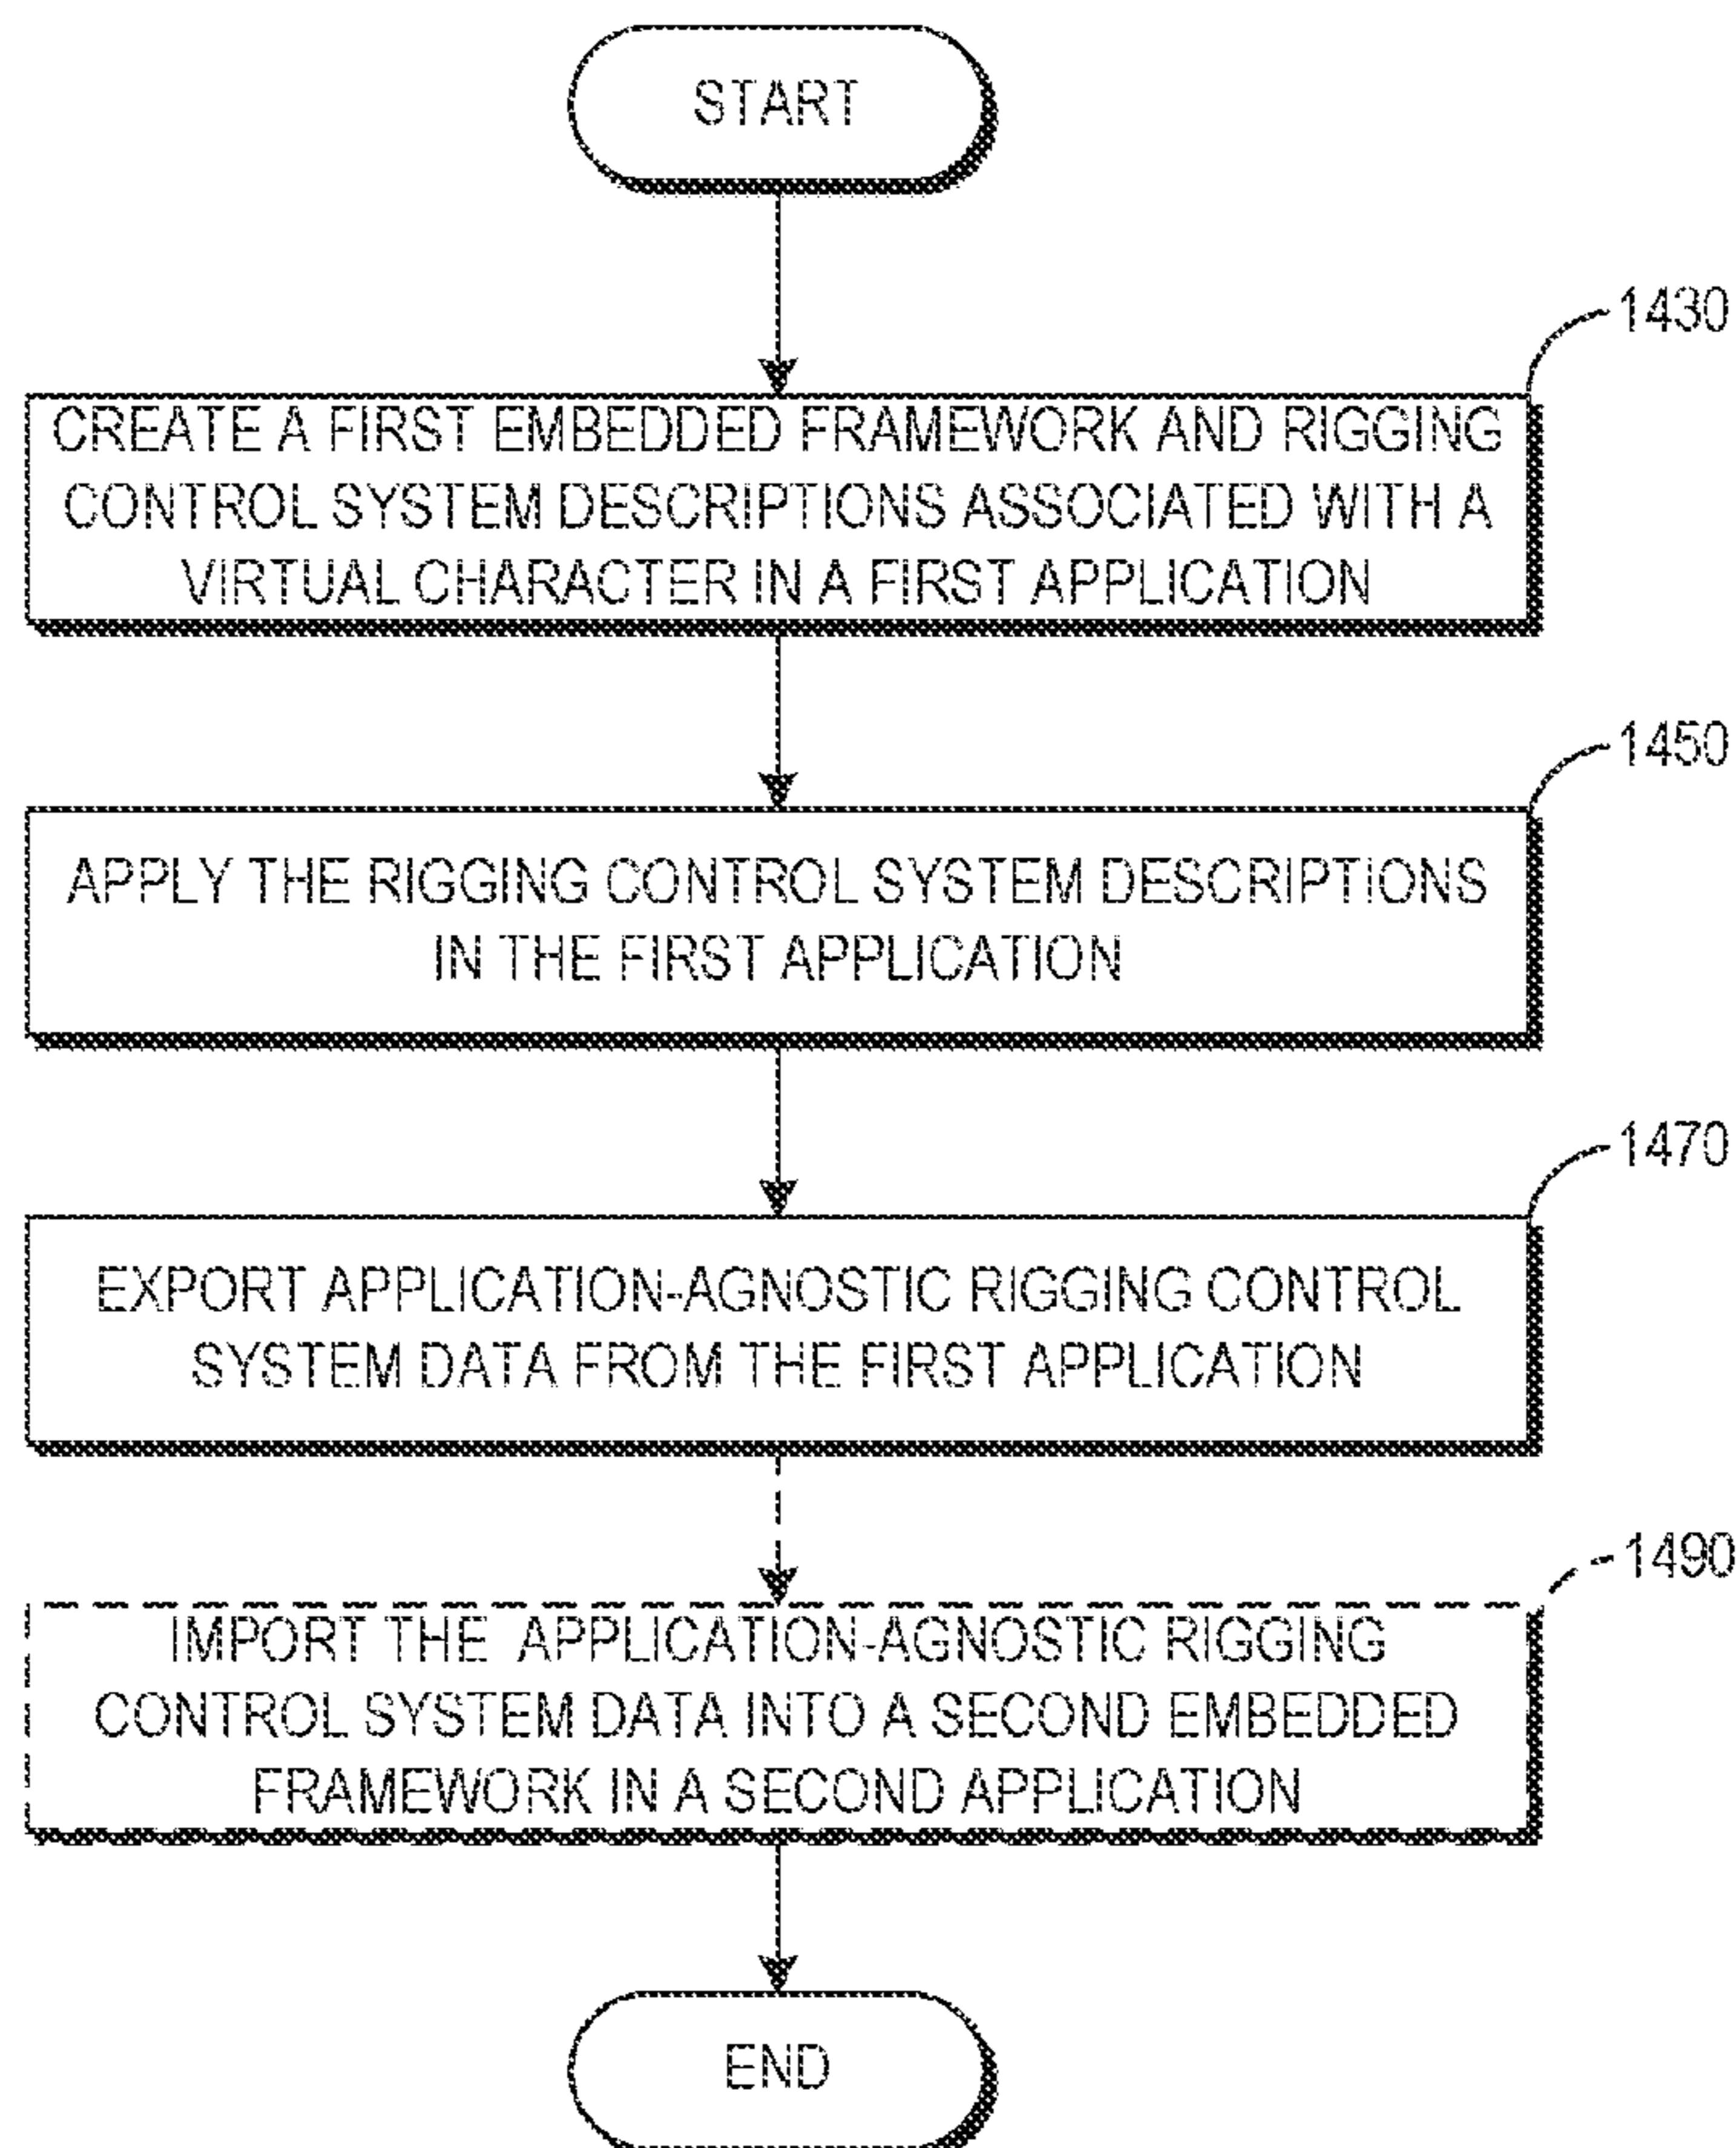 START
1430
CREATE A FIRST EMBEDDED FRAMEWORK AND RIGGING
CONTROL SYSTEM DESCRIPTIONS ASSOCIATED WITH A
VIRTUAL CHARACTER IN A FIRST APPLICATION
1450
APPLY THE RIGGING CONTROL SYSTEM DESCRIPTIONS
IN THE FIRST APPLICATION
1470
EXPORT APPLICATION-AGNOSTIC RIGGING CONTROL
SYSTEM DATA FROM THE FIRST APPLICATION
1490
IMPORT THE APPLICATION-AGNOSTIC RIGGING
CONTROL SYSTEM DATA INTO A SECOND EMBEDDED
FRAMEWORK IN A SECOND APPLICATION
END